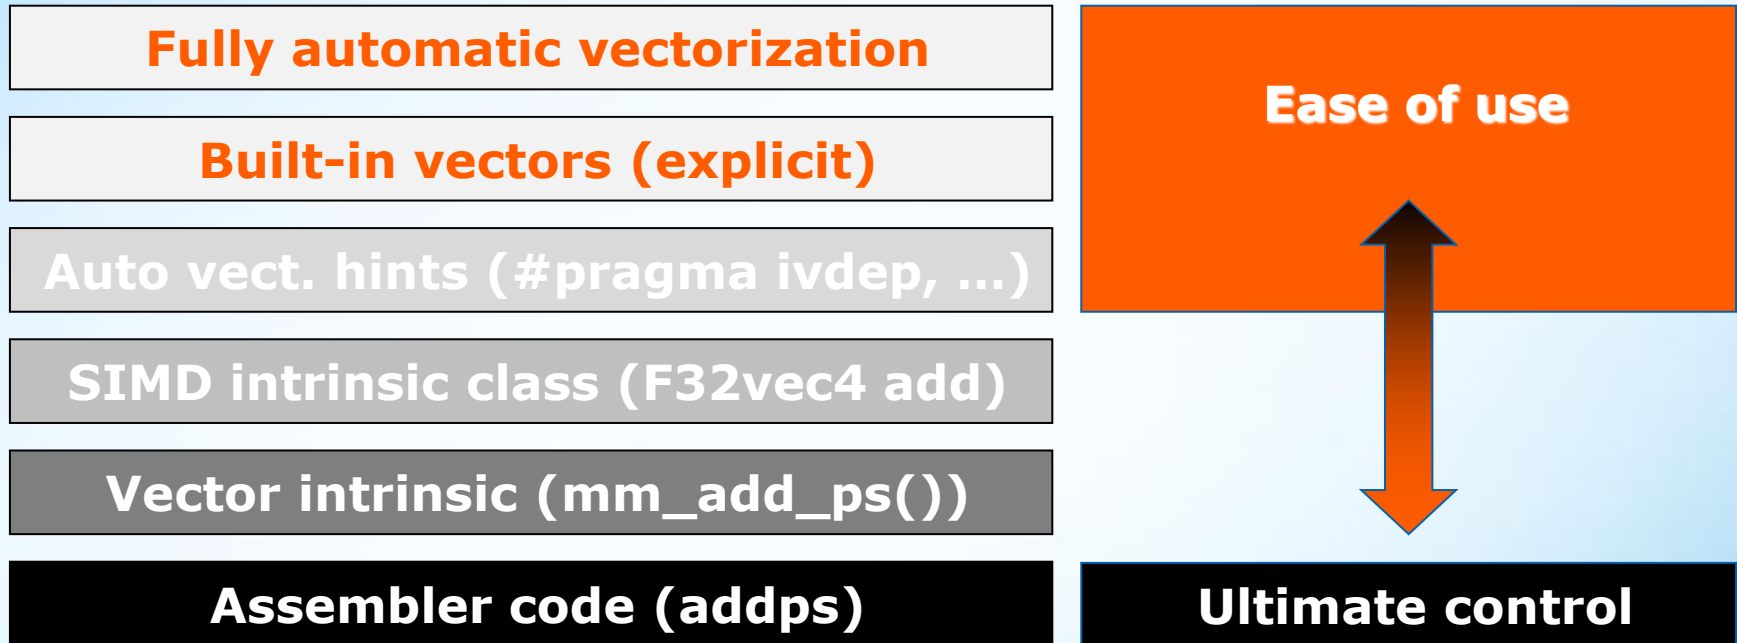 Fully automatic vectorization
Built-in vectors (explicit)
Auto vect. hints (#pragma ivdep, ...)
SIMD intrinsic class (F32vec4 add)
Vector intrinsic (mm_add_ps())
Assembler code (addps)
Ease of use
Ultimate control